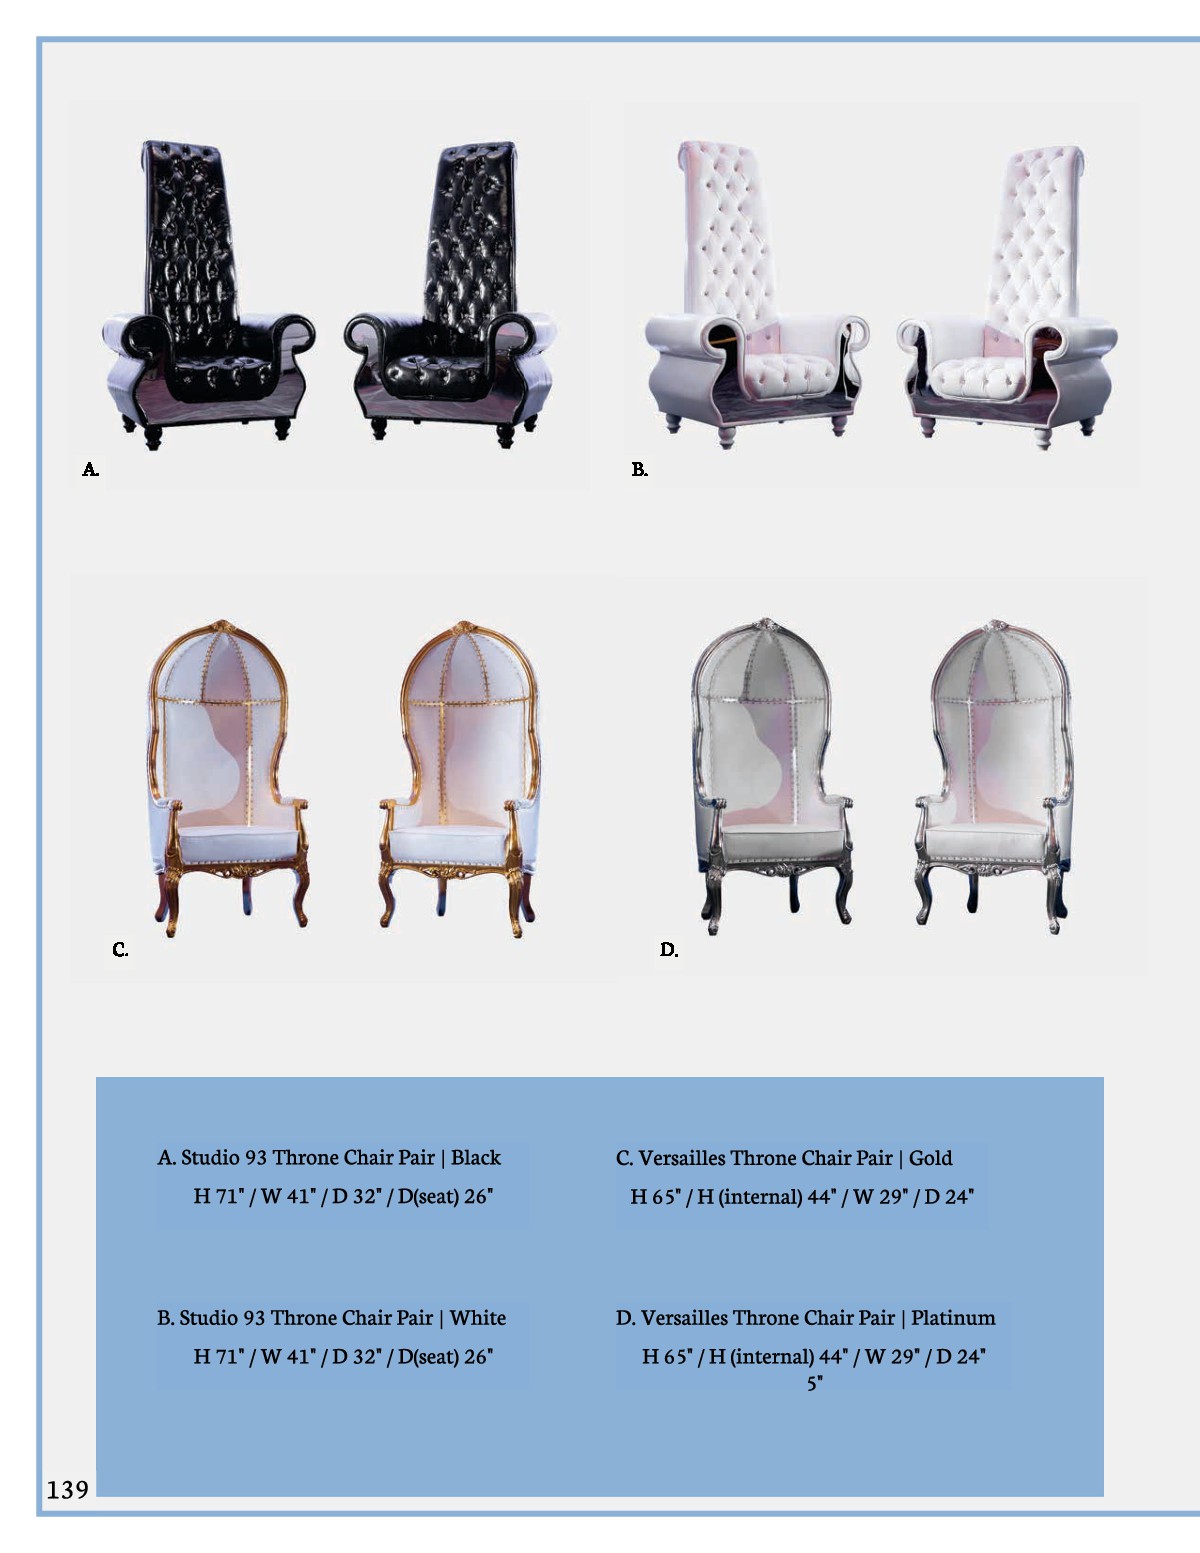 A.
B.
C.
D.
A. Studio 93 Throne Chair Pair | Black
H 71" / W 41" / D 32" / D(seat) 26"
C. Versailles Throne Chair Pair | Gold
H 65" / H (internal) 44" / W 29" / D 24"
B. Studio 93 Throne Chair Pair | White
H 71" / W 41" / D 32" / D(seat) 26"
D. Versailles Throne Chair Pair | Platinum
H 65" / H (internal) 44" / W 29" / D 24"
5"
139